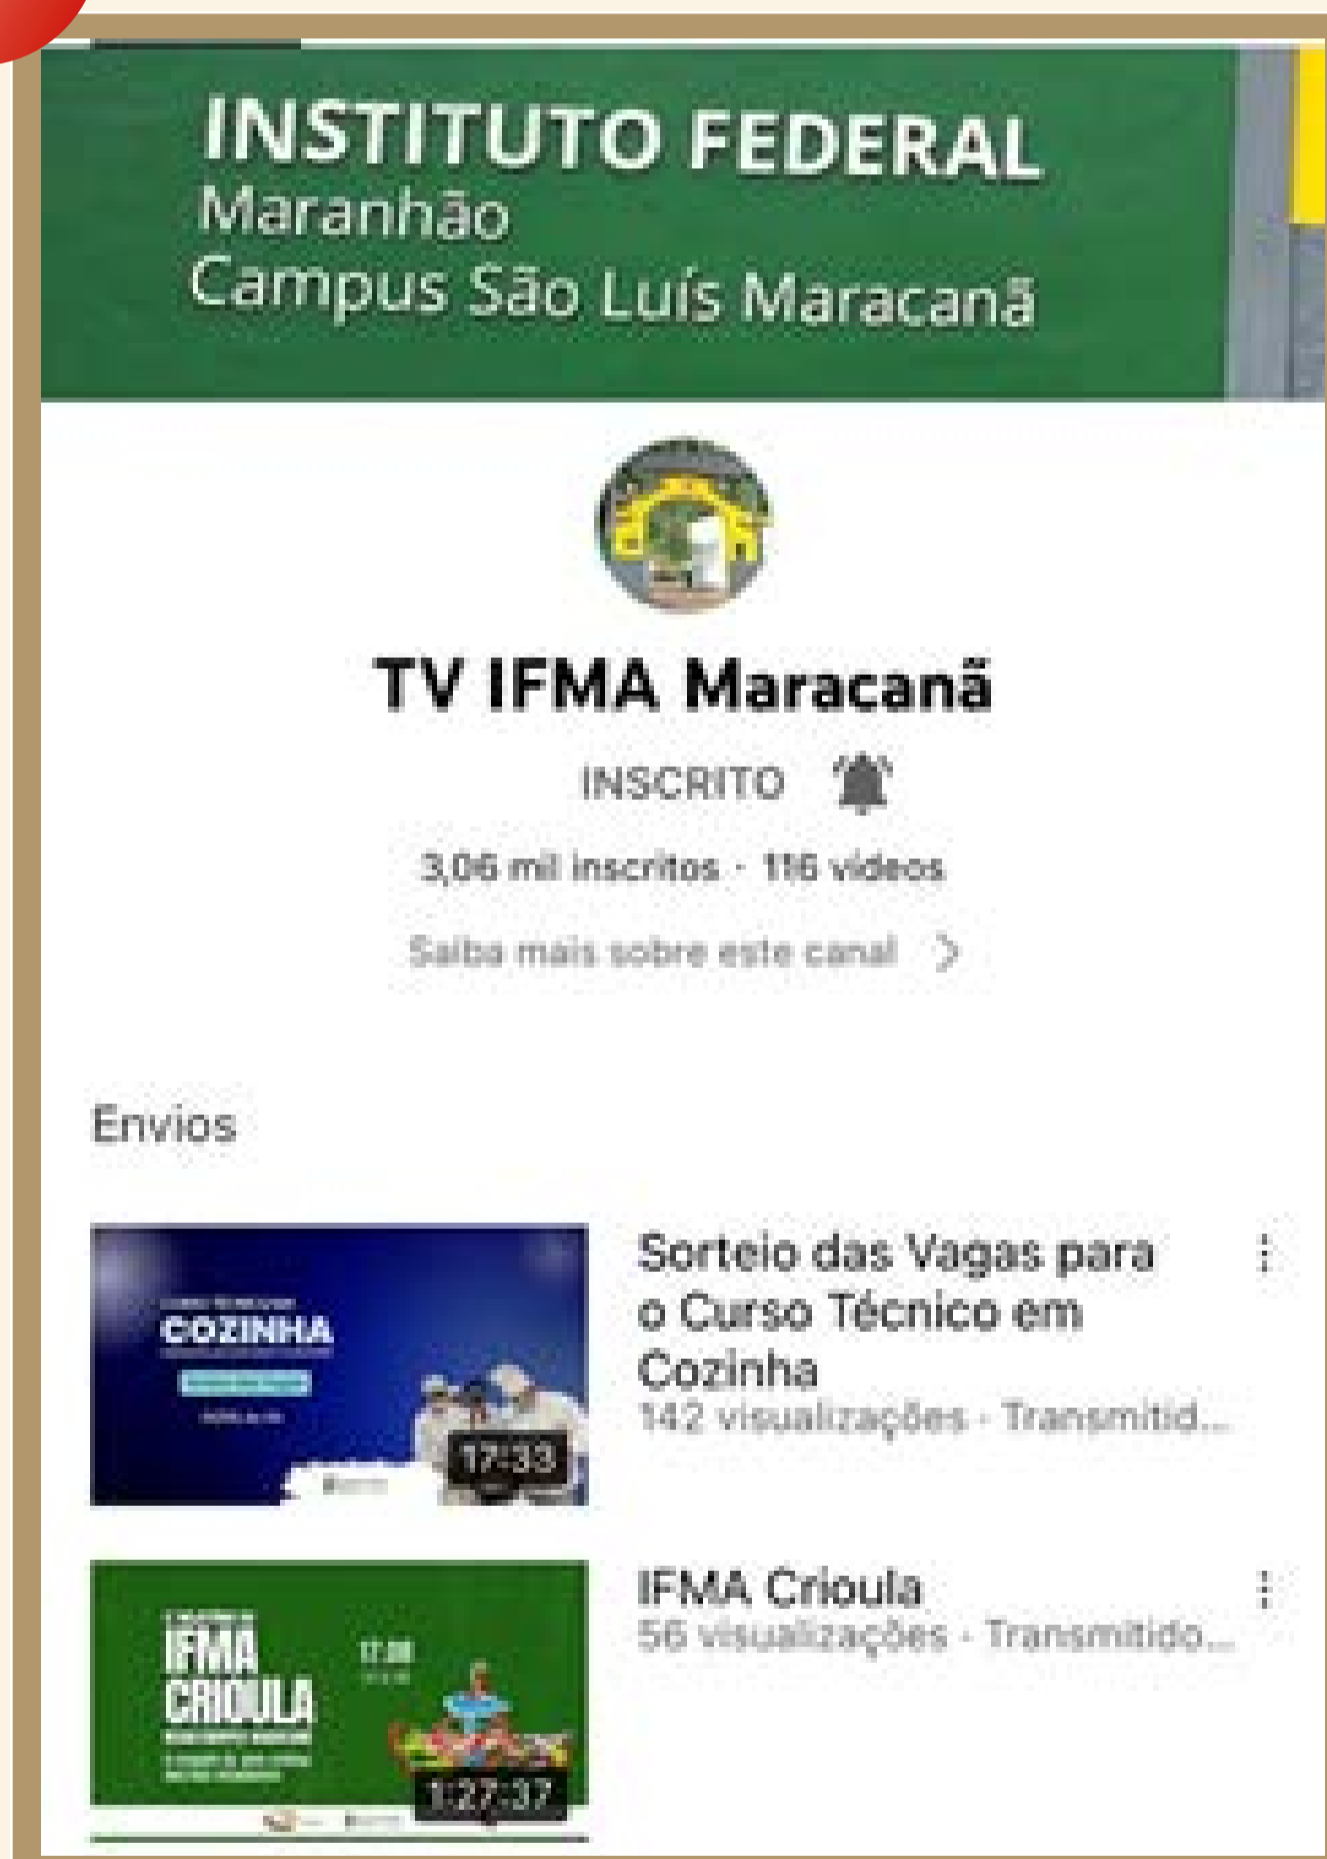 INSTITUTO FEDERAL
Maranhão
Campus São Luís Maracanã
TV IFMA Maracanã
INSCRITO
3,06 mil inscritos · 116 vídeos
Saiba mais sobre este canal
Envios
COZINHA
17:33
Sorteio das Vagas para
o Curso Técnico em
Cozinha
142 visualizações · Transmitid...
IFMA
CRIOULA
1:27:37
IFMA Crioula
56 visualizações · Transmitido...